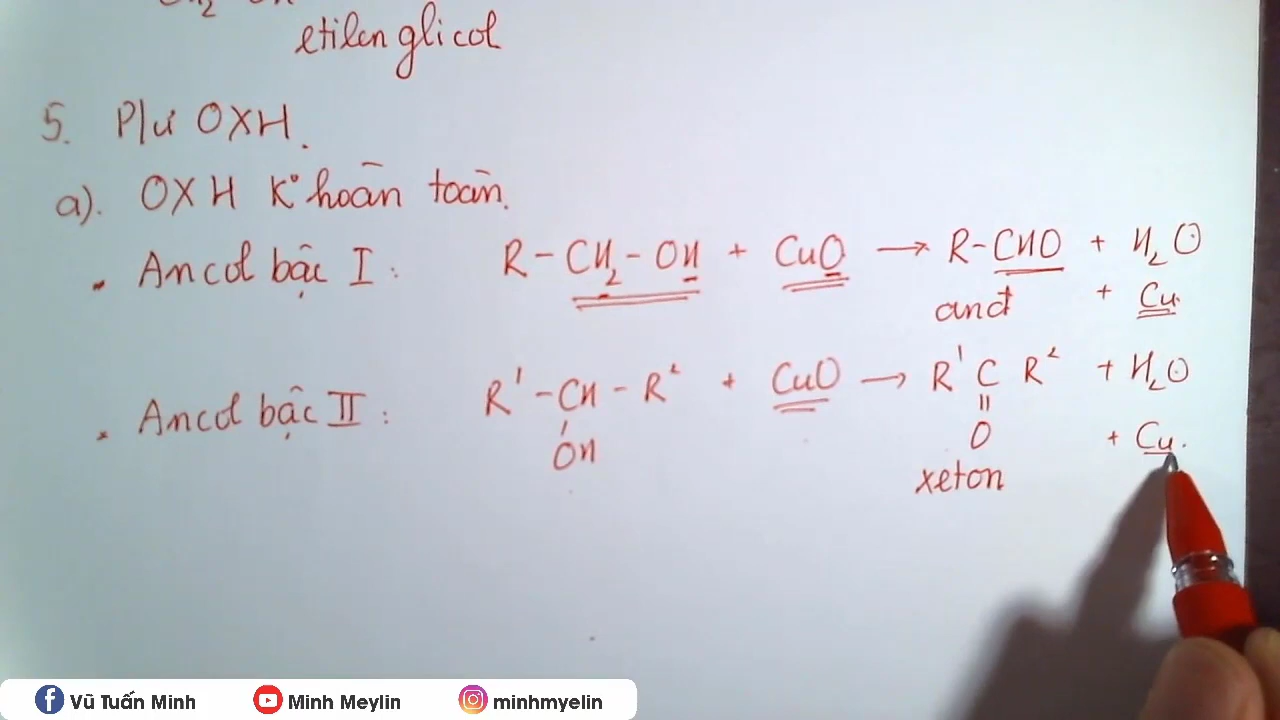 etilen glicol
5. P/ư OXH.
a). OXH K° hoàn toàn.
- Ancol bậc I: R-CH₂-OH + CuO → R-CHO + H₂O
anđ + Cu.
- Ancol bậc II: R¹-CH-R² + CuO → R¹ C R² + H₂O
OH O + Cu.
xeton
Vũ Tuấn Minh Minh Meylin minhmyelin